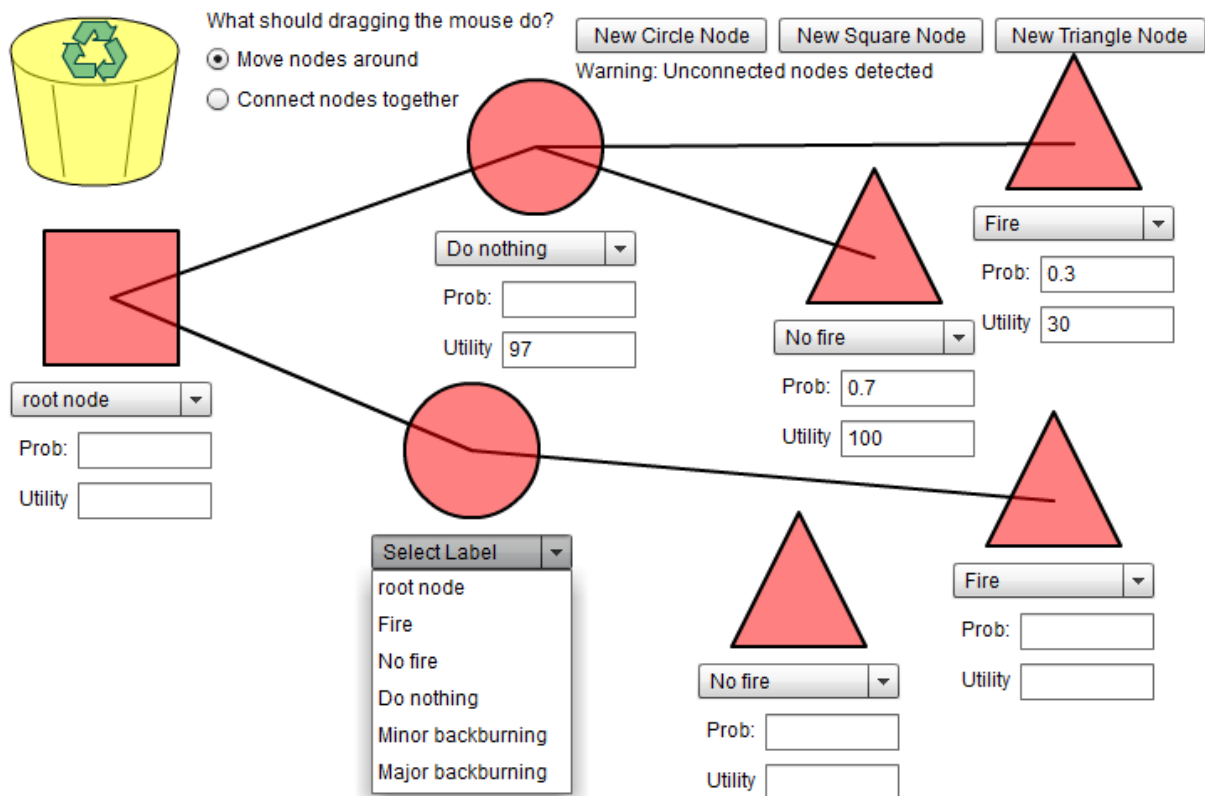 What should dragging the mouse do?
Move nodes around
Connect nodes together
New Circle Node
New Square Node
New Triangle Node
Warning: Unconnected nodes detected
Do nothing
Prob:
Utility 97
Fire
Prob: 0.3
Utility 30
No fire
Prob: 0.7
Utility 100
root node
Prob:
Utility
Select Label
root node
Fire
No fire
Do nothing
Minor backburning
Major backburning
Fire
Prob:
Utility
No fire
Prob:
Utility